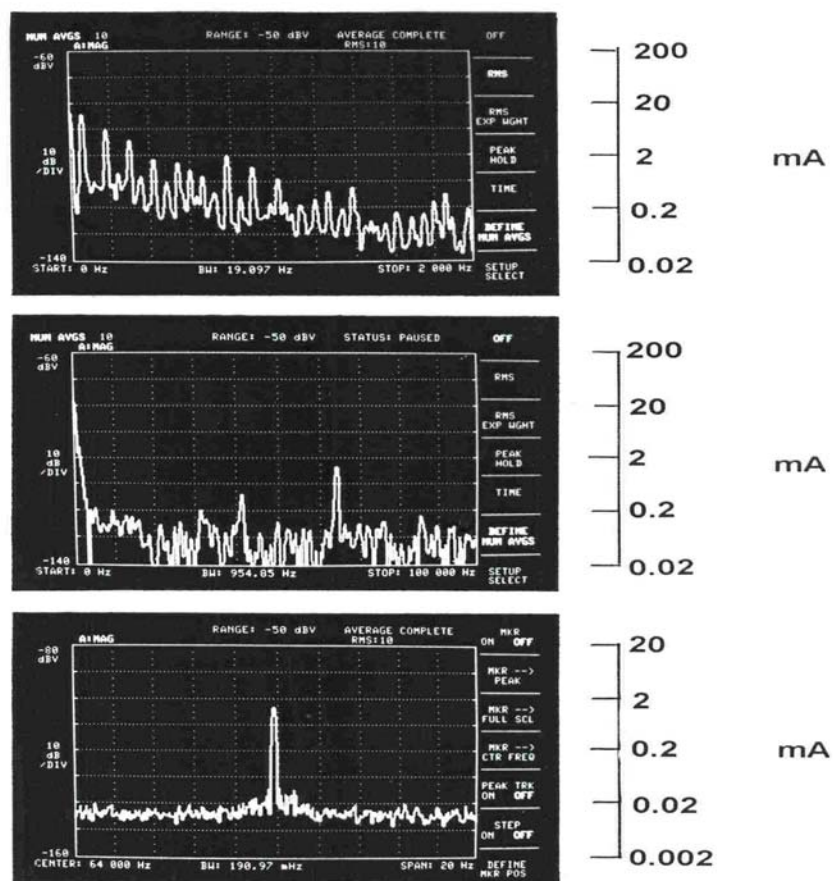 NUM AVGS 10 RANGE: -50 dBV AVERAGE COMPLETE OFF
A:MAG RMS:10
-60
dBV
RMS
RMS
EXP WGHT
10
dB
/DIV
PEAK
HOLD
TIME
DEFINE
NUM AVGS
-140
START: 0 Hz BW: 19.097 Hz STOP: 2 000 Hz
SETUP
SELECT
200
20
2 mA
0.2
0.02
NUM AVGS 10 RANGE: -50 dBV STATUS: PAUSED OFF
A:MAG
-60
dBV
RMS
RMS
EXP WGHT
10
dB
/DIV
PEAK
HOLD
TIME
DEFINE
NUM AVGS
-140
START: 0 Hz BW: 954.85 Hz STOP: 100 000 Hz
SETUP
SELECT
200
20
2 mA
0.2
0.02
RANGE: -50 dBV AVERAGE COMPLETE MKR
A:MAG RMS:10 ON OFF
-80
dBV
MKR -->
PEAK
MKR -->
FULL SCL
10
dB
/DIV
MKR -->
CTR FREQ
PEAK TRK
ON OFF
STEP
ON OFF
-160
CENTER: 64 000 Hz BW: 190.97 mHz SPAN: 20 Hz
DEFINE
MKR POS
20
2
0.2 mA
0.02
0.002